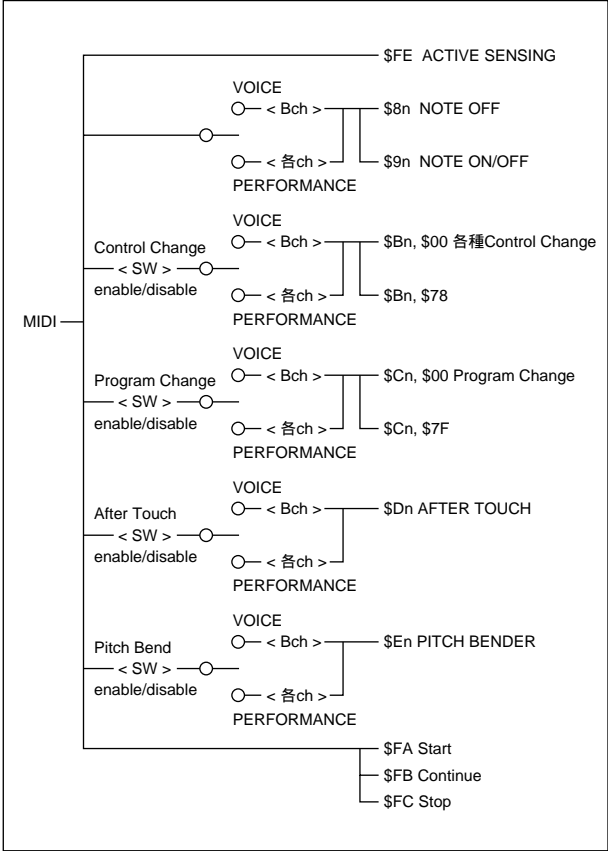 $FE ACTIVE SENSING
VOICE
< Bch >
$8n NOTE OFF
< 各ch >
$9n NOTE ON/OFF
PERFORMANCE
VOICE
Control Change
< Bch >
$Bn, $00 各種Control Change
< SW >
enable/disable
< 各ch >
$Bn, $78
PERFORMANCE
MIDI
VOICE
Program Change
< Bch >
$Cn, $00 Program Change
< SW >
enable/disable
< 各ch >
$Cn, $7F
PERFORMANCE
VOICE
After Touch
< Bch >
$Dn AFTER TOUCH
< SW >
enable/disable
< 各ch >
PERFORMANCE
VOICE
Pitch Bend
< Bch >
$En PITCH BENDER
< SW >
enable/disable
< 各ch >
PERFORMANCE
$FA Start
$FB Continue
$FC Stop